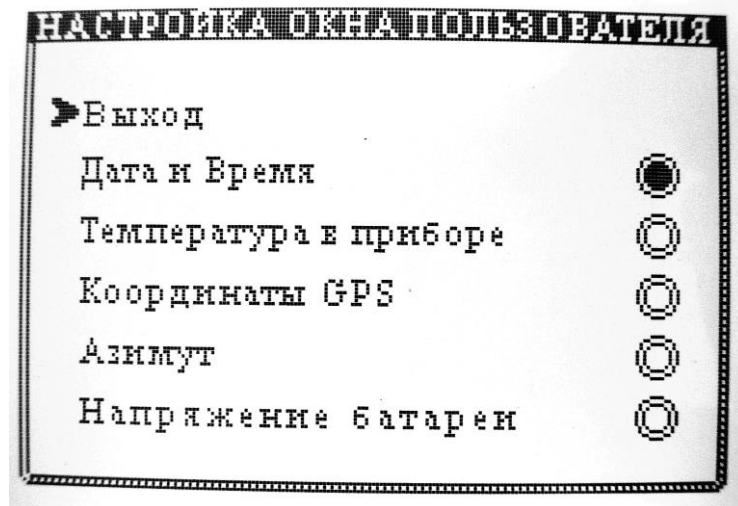 НАСТРОЙКА ОКНА ПОЛЬЗОВАТЕЛЯ
Выход
Дата и Время
Температура в приборе
Координаты GPS
Азимут
Напряжение батареи